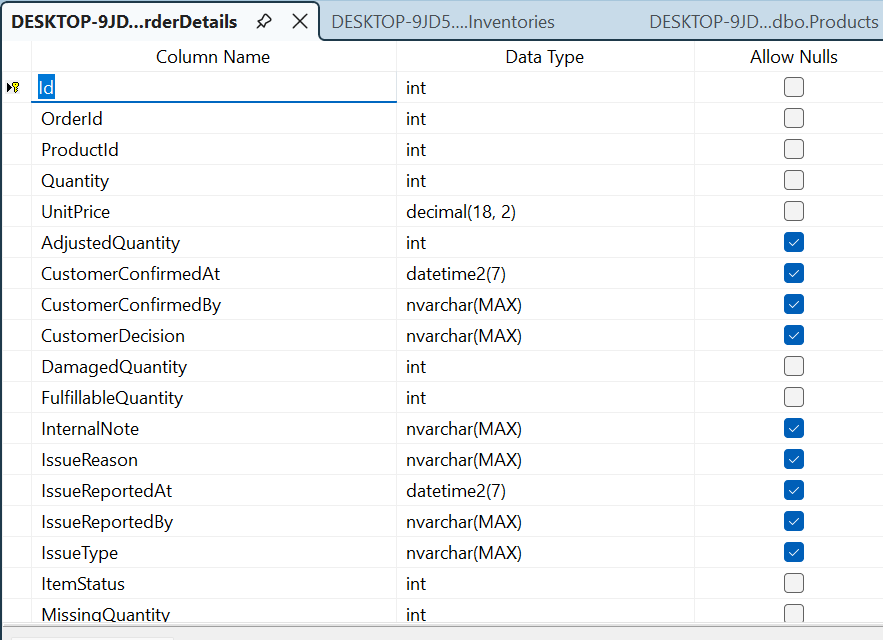 DESKTOP-9JD...rderDetails DESKTOP-9JD5....Inventories DESKTOP-9JD...dbo.Products
Column Name Data Type Allow Nulls
Id int
OrderId int
ProductId int
Quantity int
UnitPrice decimal(18, 2)
AdjustedQuantity int
CustomerConfirmedAt datetime2(7)
CustomerConfirmedBy nvarchar(MAX)
CustomerDecision nvarchar(MAX)
DamagedQuantity int
FulfillableQuantity int
InternalNote nvarchar(MAX)
IssueReason nvarchar(MAX)
IssueReportedAt datetime2(7)
IssueReportedBy nvarchar(MAX)
IssueType nvarchar(MAX)
ItemStatus int
MissingQuantity int